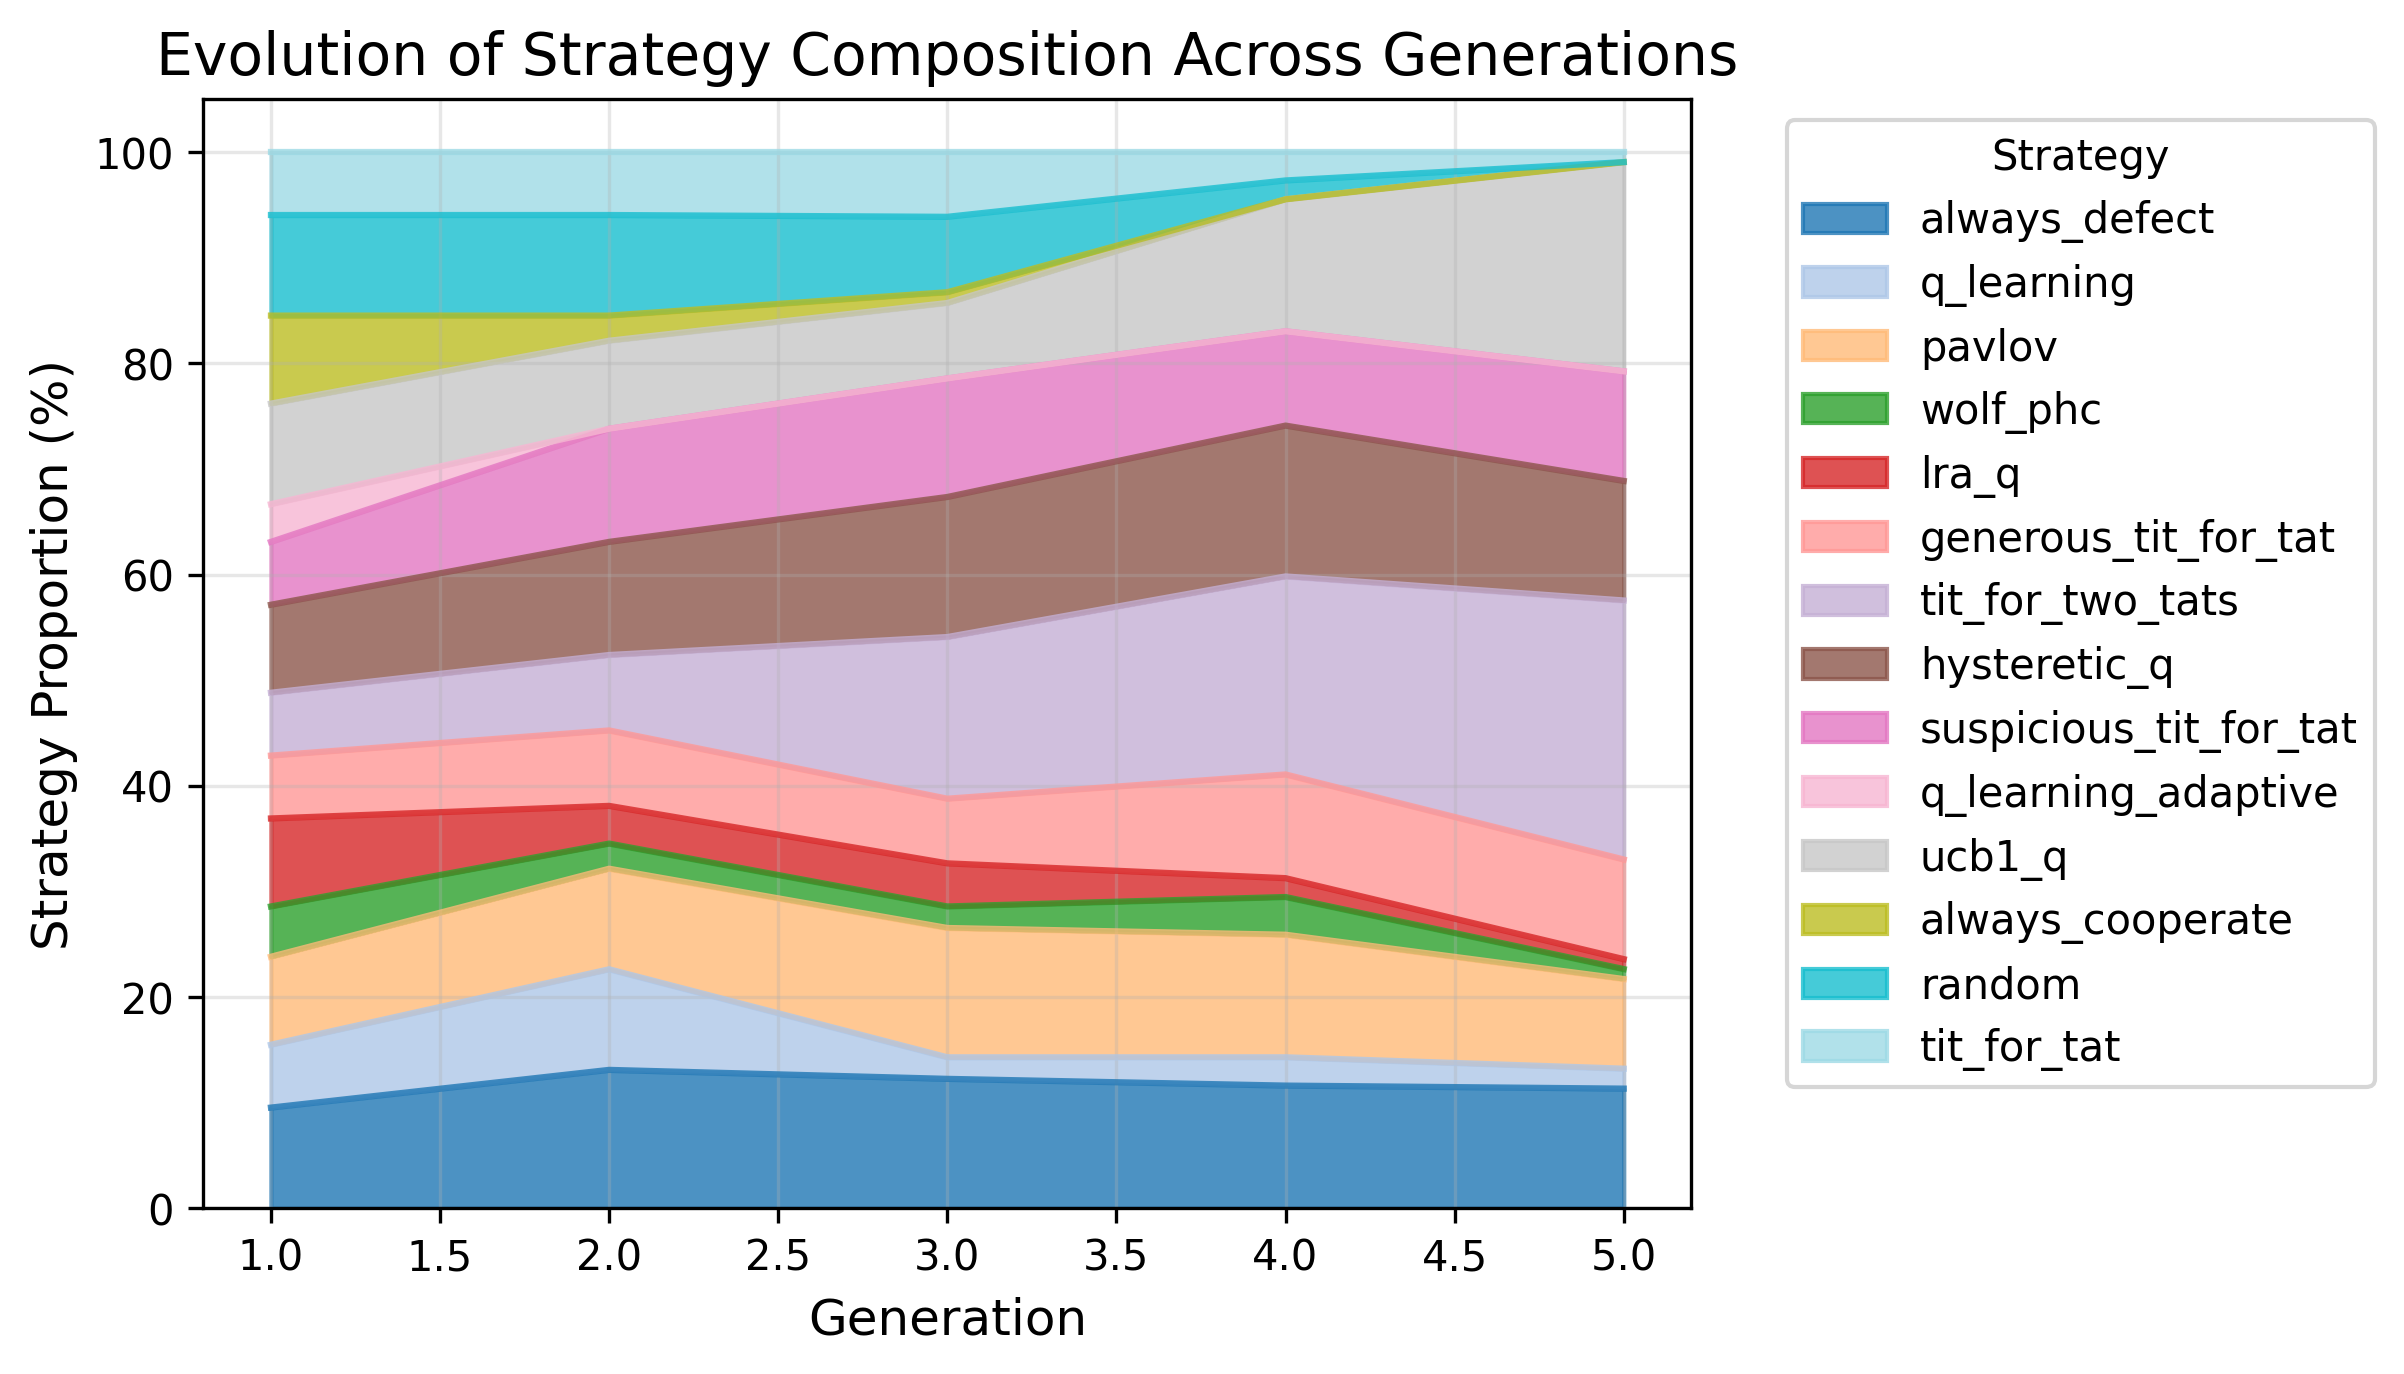 Evolution of Strategy Composition Across Generations
Strategy Proportion (%)
100
80
60
40
20
0
1.0 1.5 2.0 2.5 3.0 3.5 4.0 4.5 5.0
Generation
Strategy
always_defect
q_learning
pavlov
wolf_phc
lra_q
generous_tit_for_tat
tit_for_two_tats
hysteretic_q
suspicious_tit_for_tat
q_learning_adaptive
ucb1_q
always_cooperate
random
tit_for_tat